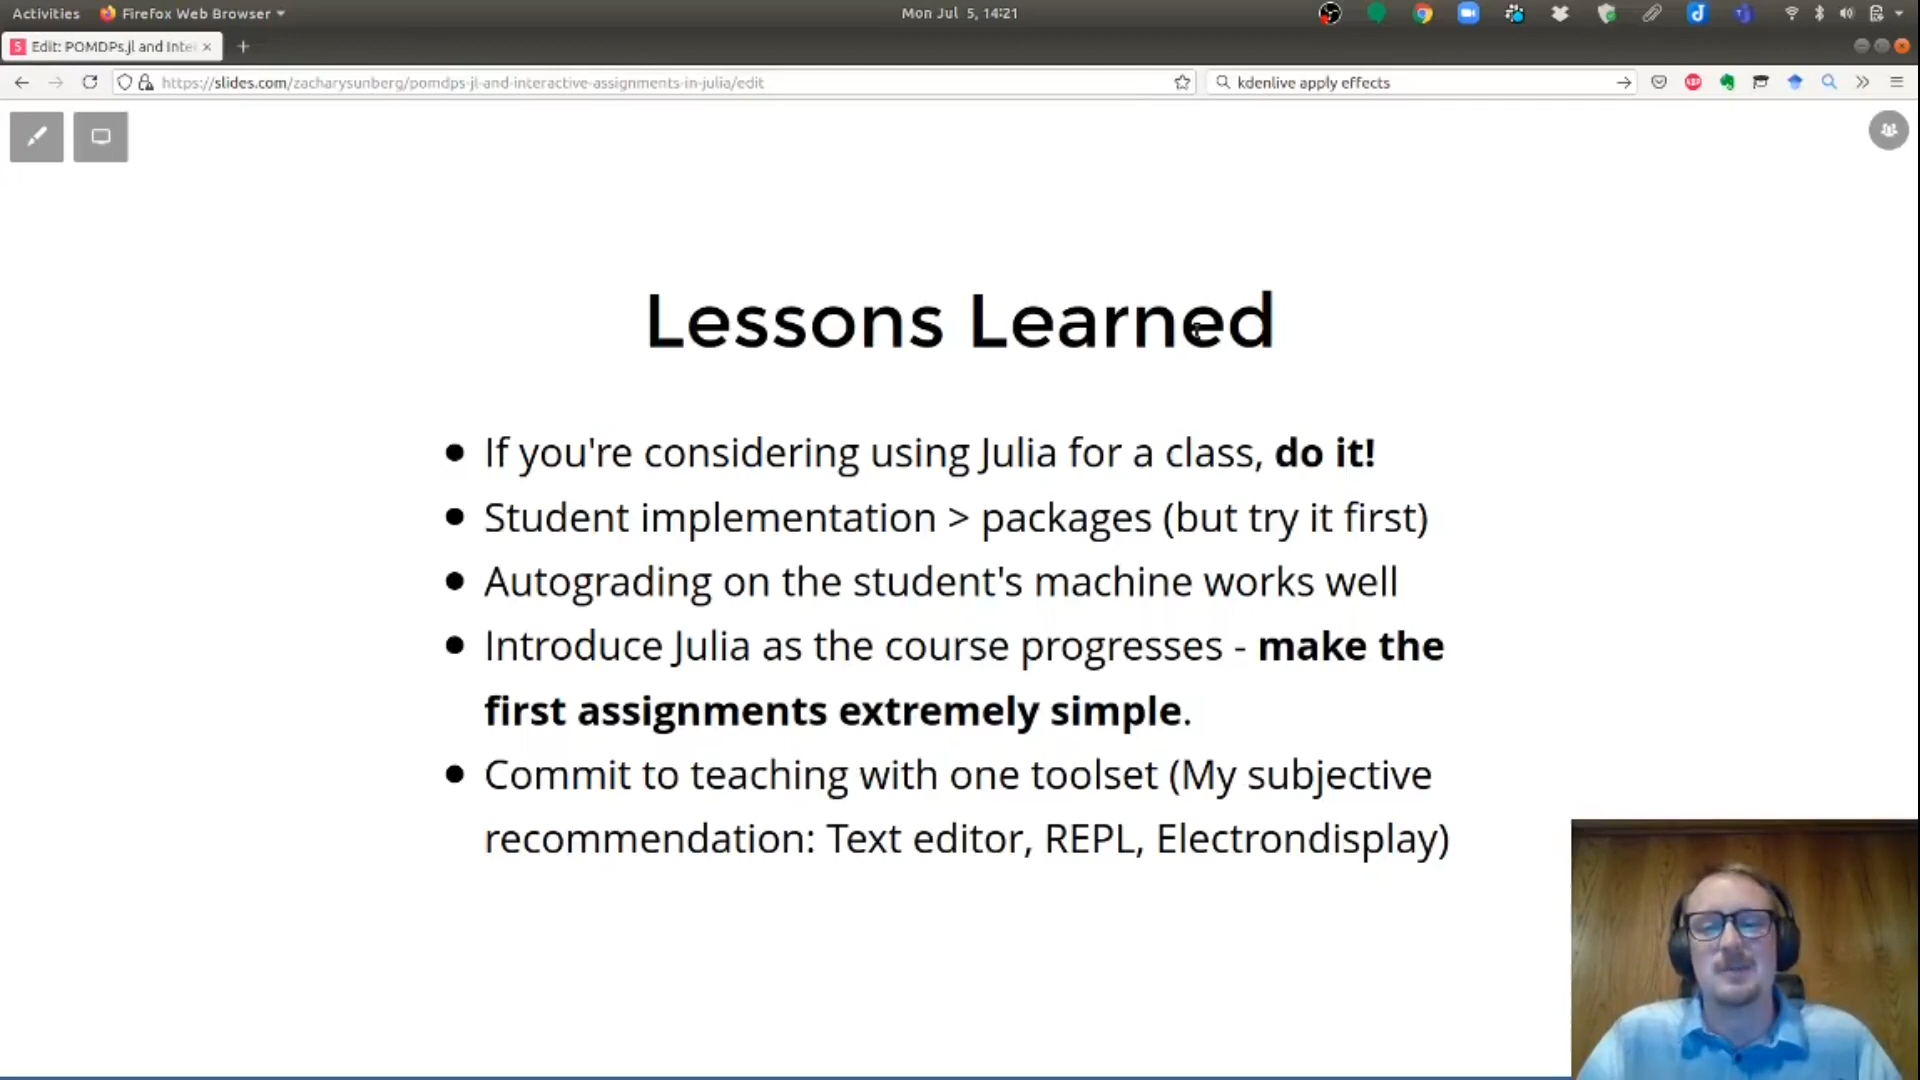 Activities Firefox Web Browser Mon Jul 5, 14:21
Edit: POMDPs.jl and Inte
https://slides.com/zacharysunberg/pomdps-jl-and-interactive-assignments-in-julia/edit kdenlive apply effects
Lessons Learned
If you're considering using Julia for a class, do it!
Student implementation > packages (but try it first)
Autograding on the student's machine works well
Introduce Julia as the course progresses - make the
first assignments extremely simple.
Commit to teaching with one toolset (My subjective
recommendation: Text editor, REPL, Electrondisplay)